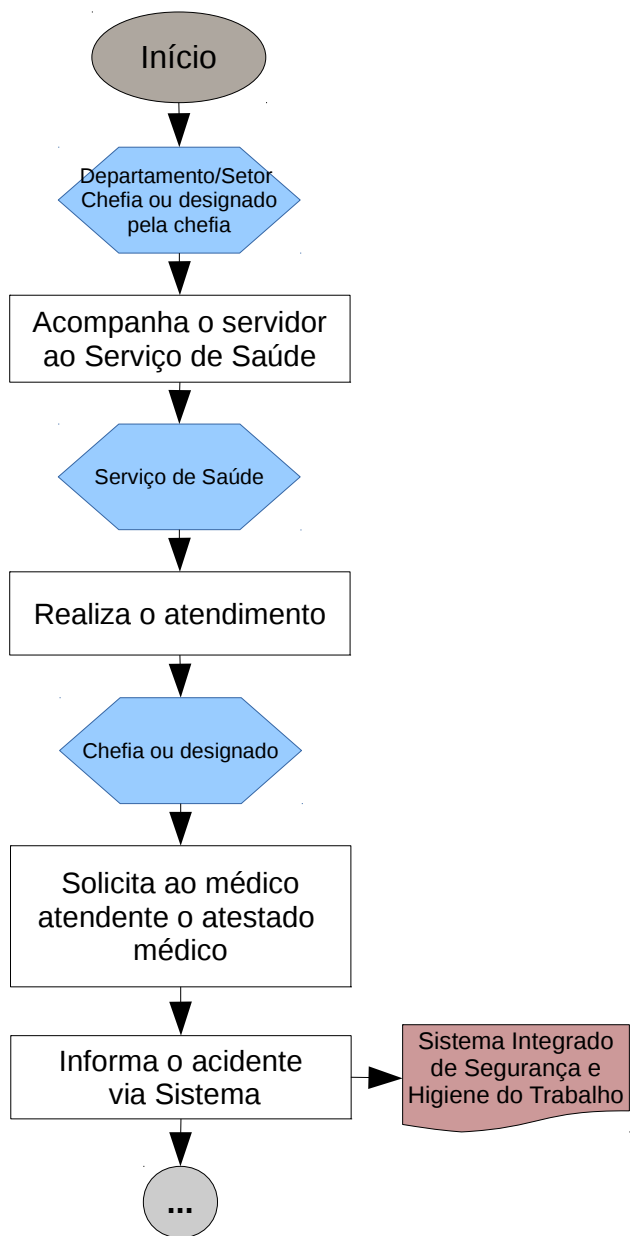 Início
Departamento/Setor
Chefia ou designado
pela chefia
Acompanha o servidor
ao Serviço de Saúde
Serviço de Saúde
Realiza o atendimento
Chefia ou designado
Solicita ao médico
atendente o atestado
médico
Informa o acidente
via Sistema
Sistema Integrado
de Segurança e
Higiene do Trabalho
...